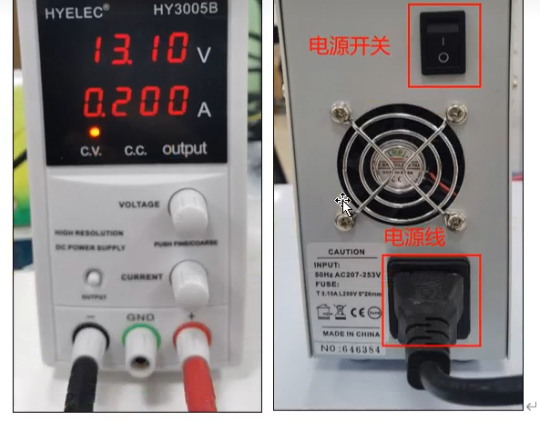 HYELEC® HY3005B
13.10 V
0.200 A
C.V. C.C. output
VOLTAGE
HIGH RESOLUTION
DC POWER SUPPLY
PUSH FINE/COARSE
CURRENT
OUTPUT
− GND +
电源开关
电源线
CAUTION
INPUT:
50Hz AC207-253V
FUSE:
MADE IN CHINA
NO:646384